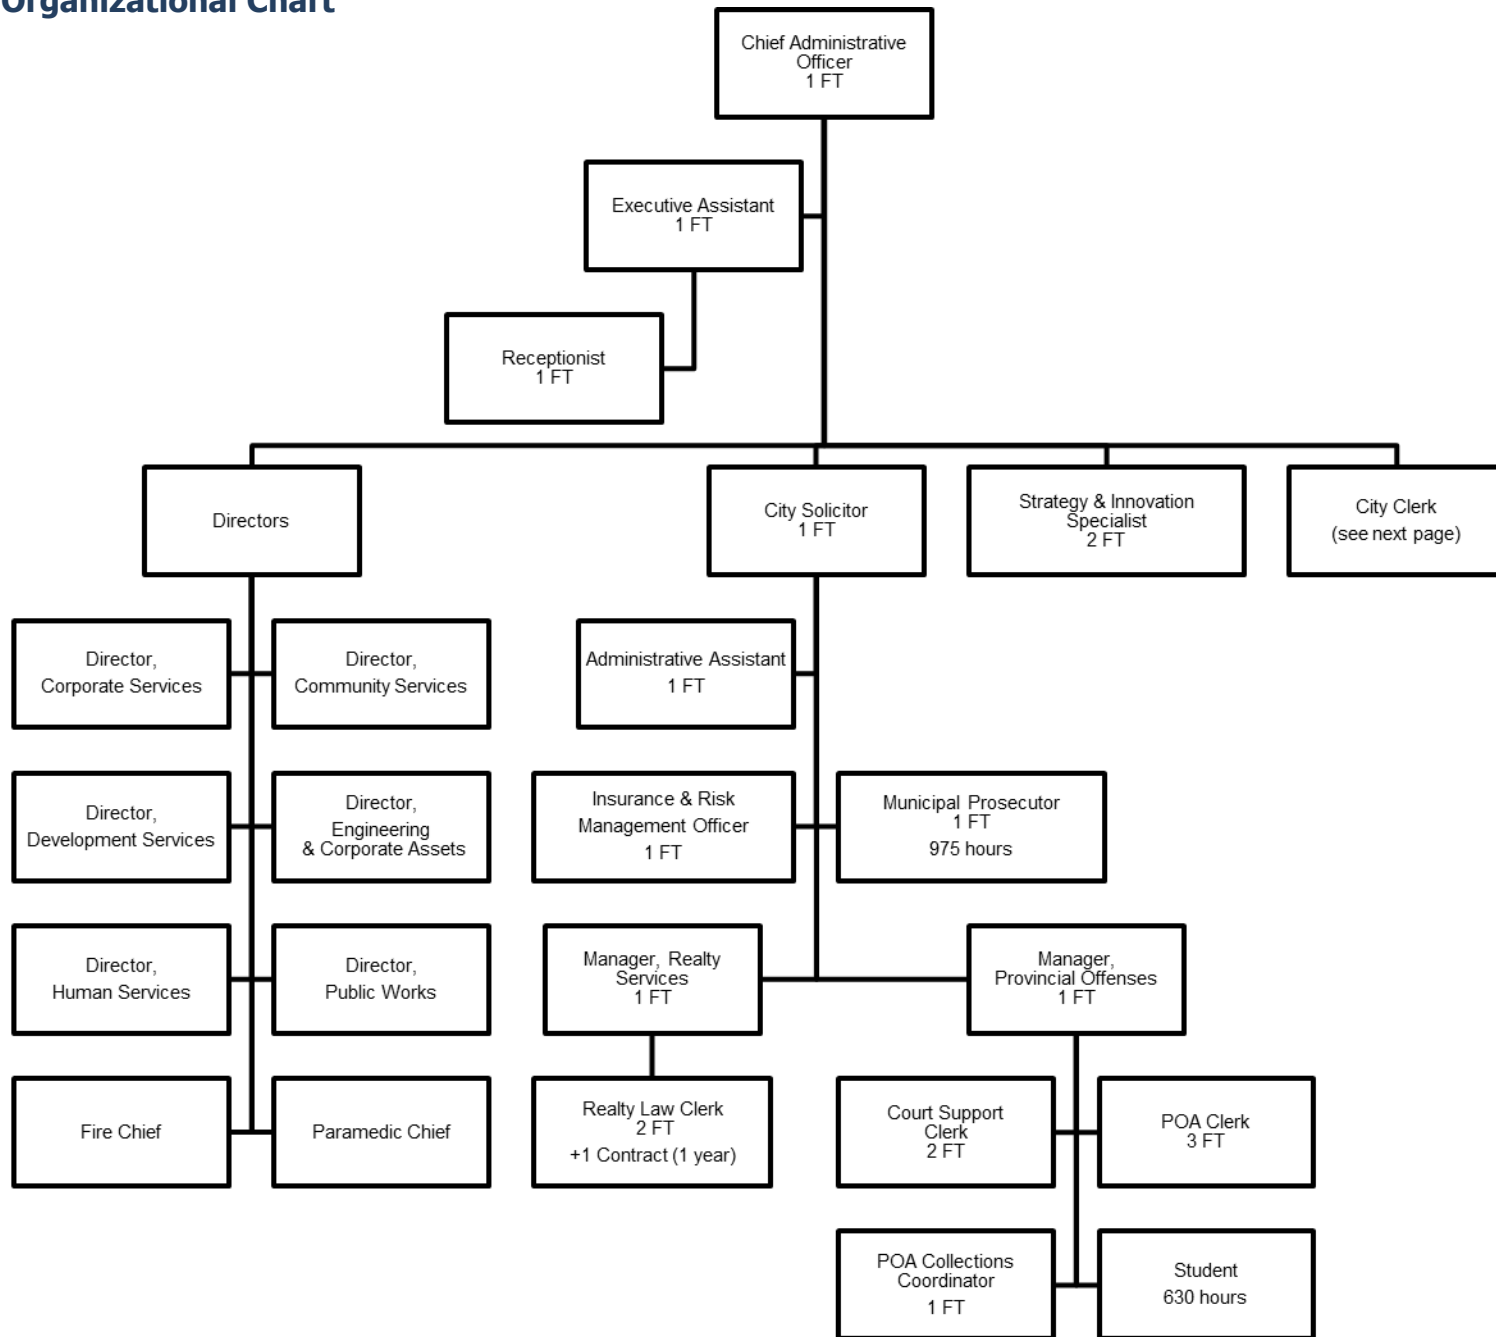 Organizational Chart
Chief Administrative
Officer
1 FT
Executive Assistant
1 FT
Receptionist
1 FT
Directors
City Solicitor
1 FT
Strategy & Innovation
Specialist
2 FT
City Clerk
(see next page)
Director,
Corporate Services
Director,
Community Services
Administrative Assistant
1 FT
Director,
Development Services
Director,
Engineering
& Corporate Assets
Insurance & Risk
Management Officer
1 FT
Municipal Prosecutor
1 FT
975 hours
Director,
Human Services
Director,
Public Works
Manager, Realty
Services
1 FT
Manager,
Provincial Offenses
1 FT
Fire Chief
Paramedic Chief
Realty Law Clerk
2 FT
+1 Contract (1 year)
Court Support
Clerk
2 FT
POA Clerk
3 FT
POA Collections
Coordinator
1 FT
Student
630 hours